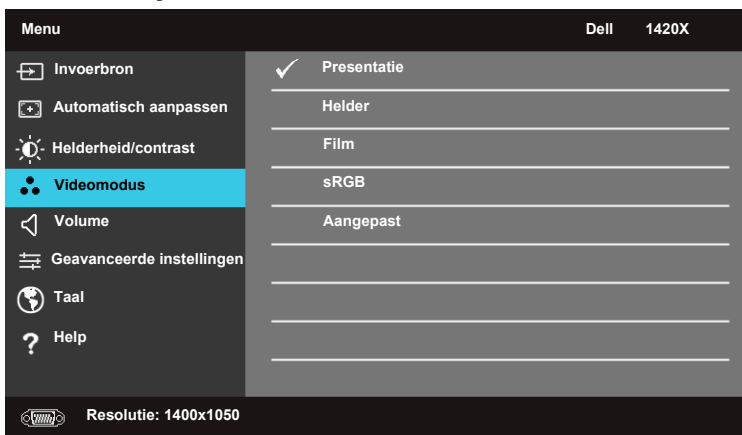 Menu Dell 1420X
Invoerbron
Automatisch aanpassen
Helderheid/contrast
Videomodus
Volume
Geavanceerde instellingen
Taal
? Help
Presentatie
Helder
Film
sRGB
Aangepast
Resolutie: 1400x1050